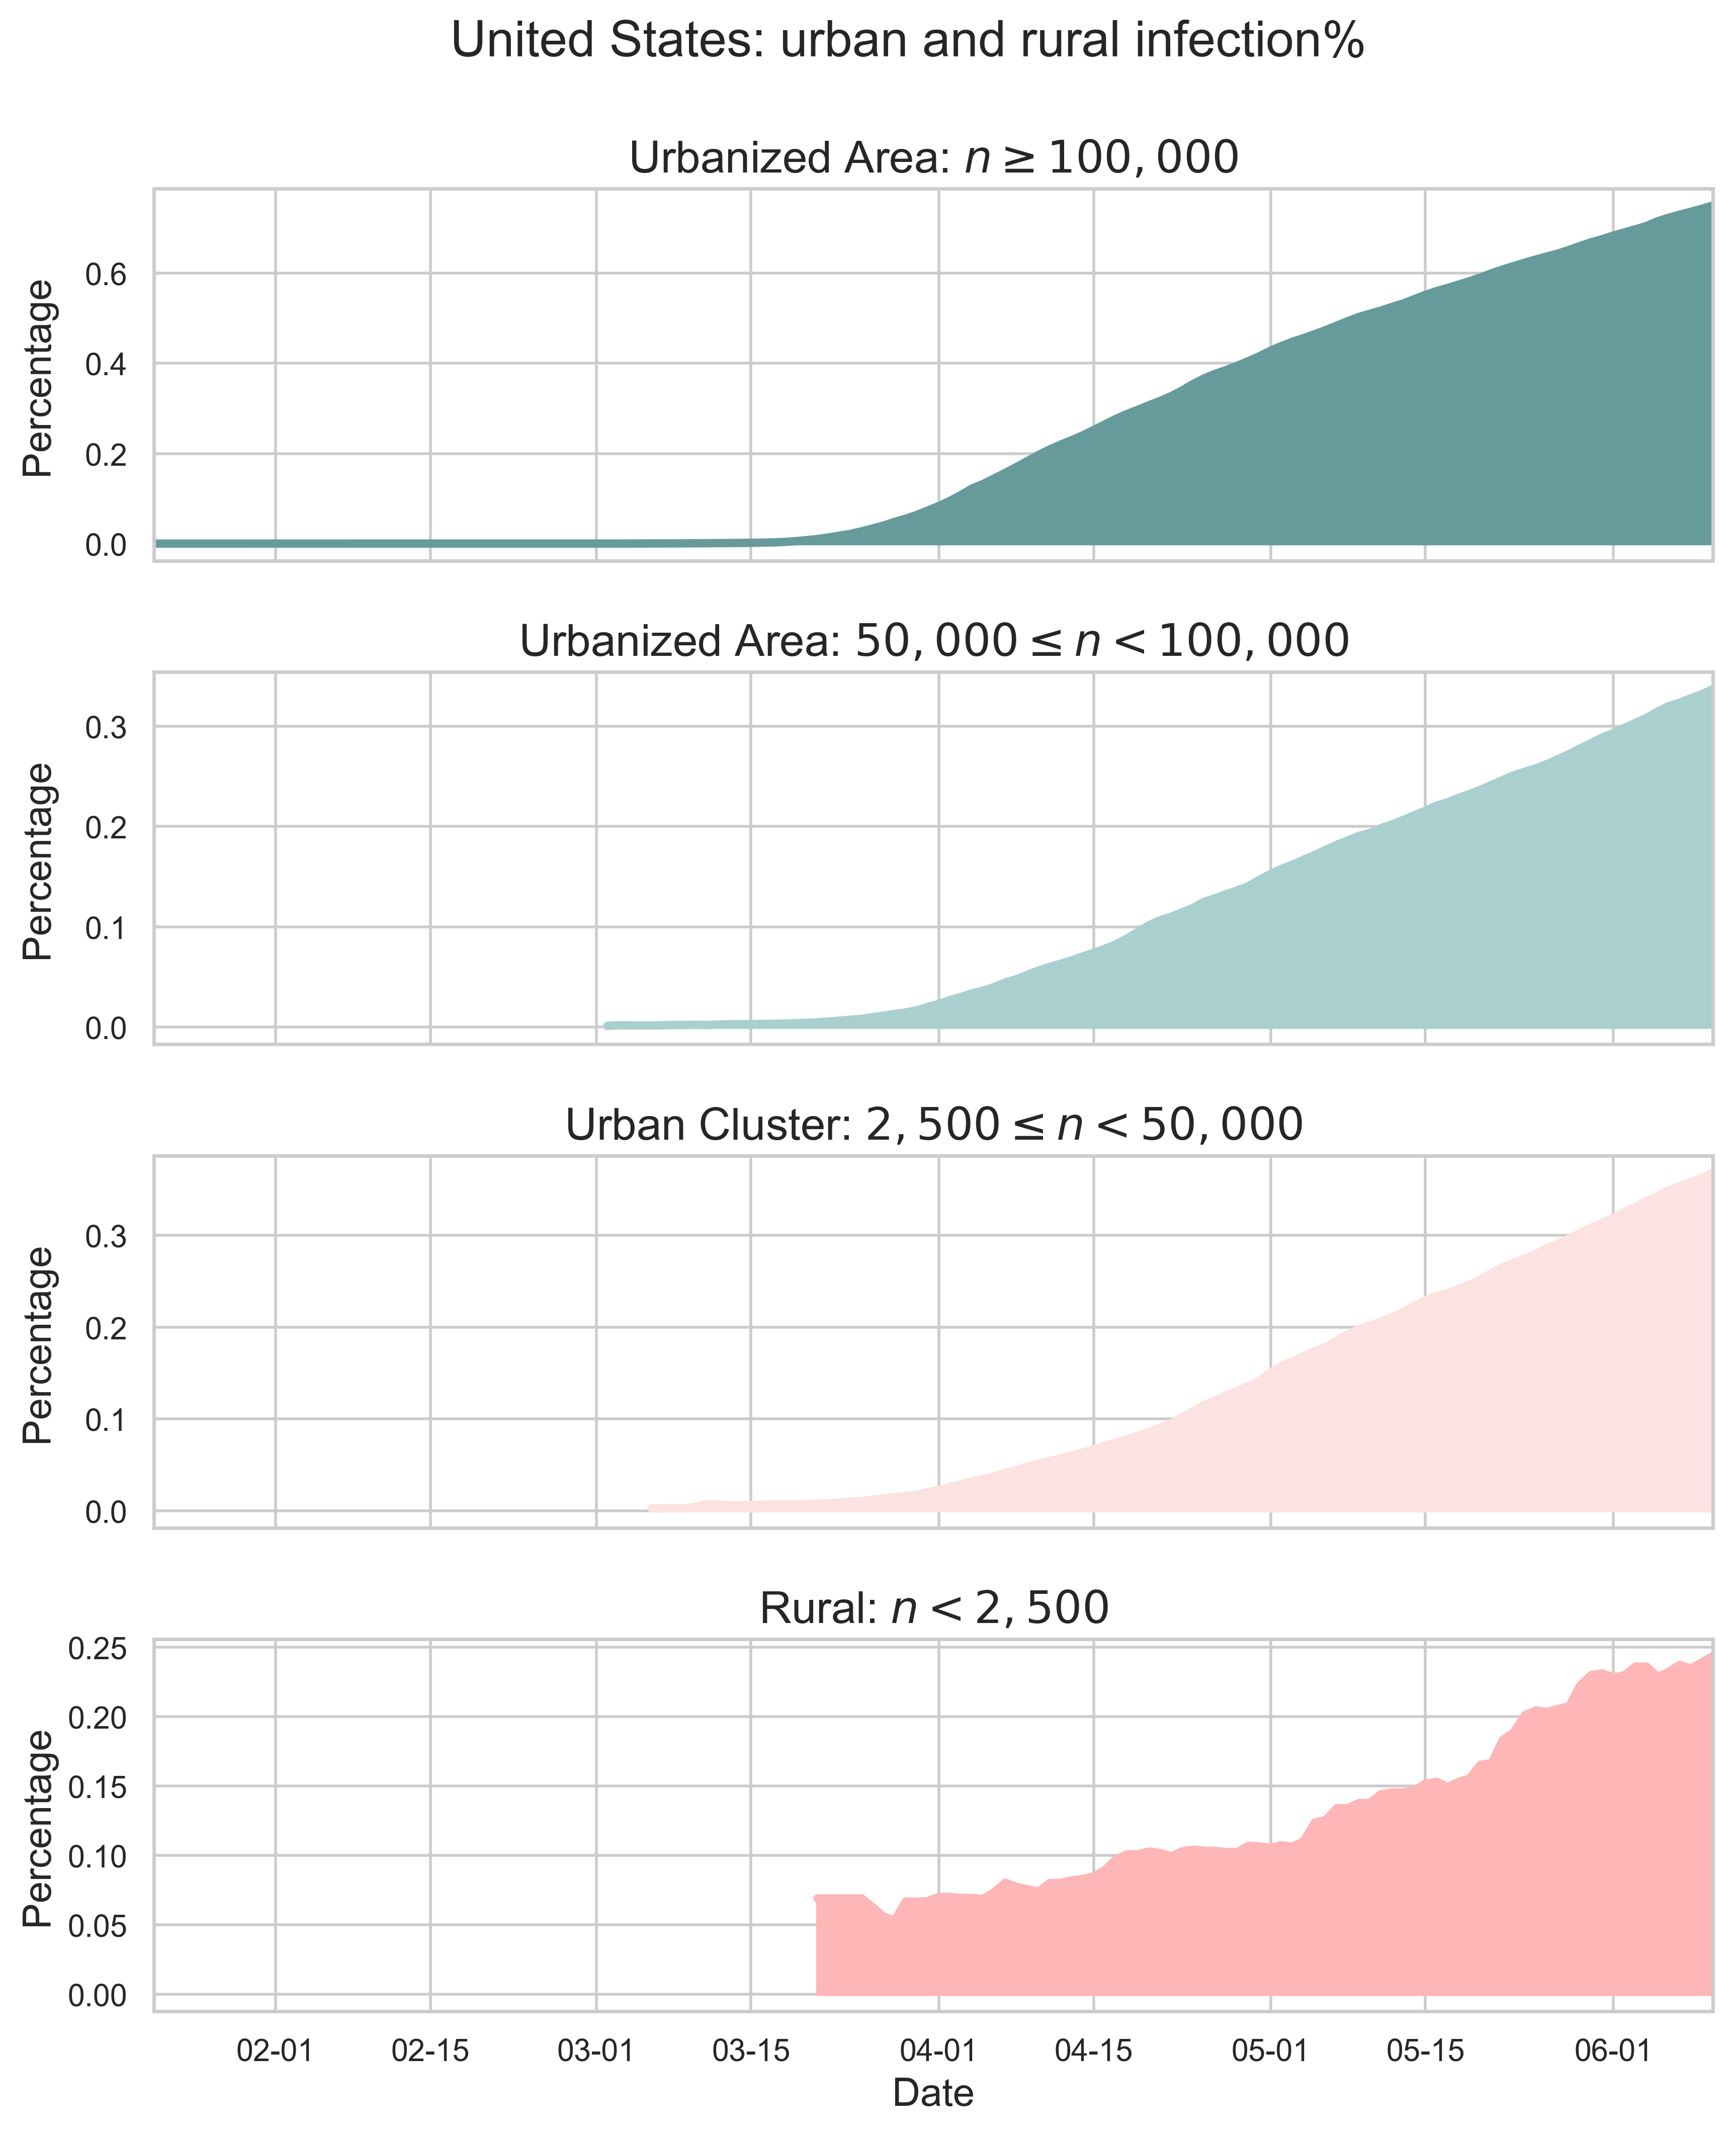 United States: urban and rural infection%
Urbanized Area: n ≥ 100,000
Percentage
0.6
0.4
0.2
0.0
Urbanized Area: 50,000 ≤ n < 100,000
Percentage
0.3
0.2
0.1
0.0
Urban Cluster: 2,500 ≤ n < 50,000
Percentage
0.3
0.2
0.1
0.0
Rural: n < 2,500
Percentage
0.25
0.20
0.15
0.10
0.05
0.00
02-01 02-15 03-01 03-15 04-01 04-15 05-01 05-15 06-01
Date